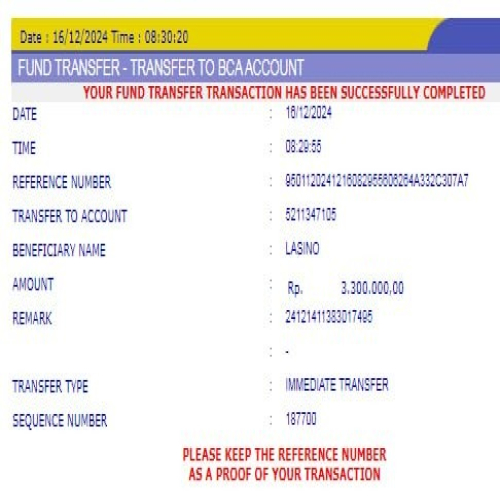 Date : 16/12/2024 Time : 08:30:20
FUND TRANSFER - TRANSFER TO BCA ACCOUNT
YOUR FUND TRANSFER TRANSACTION HAS BEEN SUCCESSFULLY COMPLETED
DATE : 16/12/2024
TIME : 08:29:55
REFERENCE NUMBER : 9501120241216082955606264A332C307A7
TRANSFER TO ACCOUNT : 5211347105
BENEFICIARY NAME : LASINO
AMOUNT : Rp. 3.300.000,00
REMARK : 24121411383017495
: -
TRANSFER TYPE : IMMEDIATE TRANSFER
SEQUENCE NUMBER : 187700
PLEASE KEEP THE REFERENCE NUMBER
AS A PROOF OF YOUR TRANSACTION